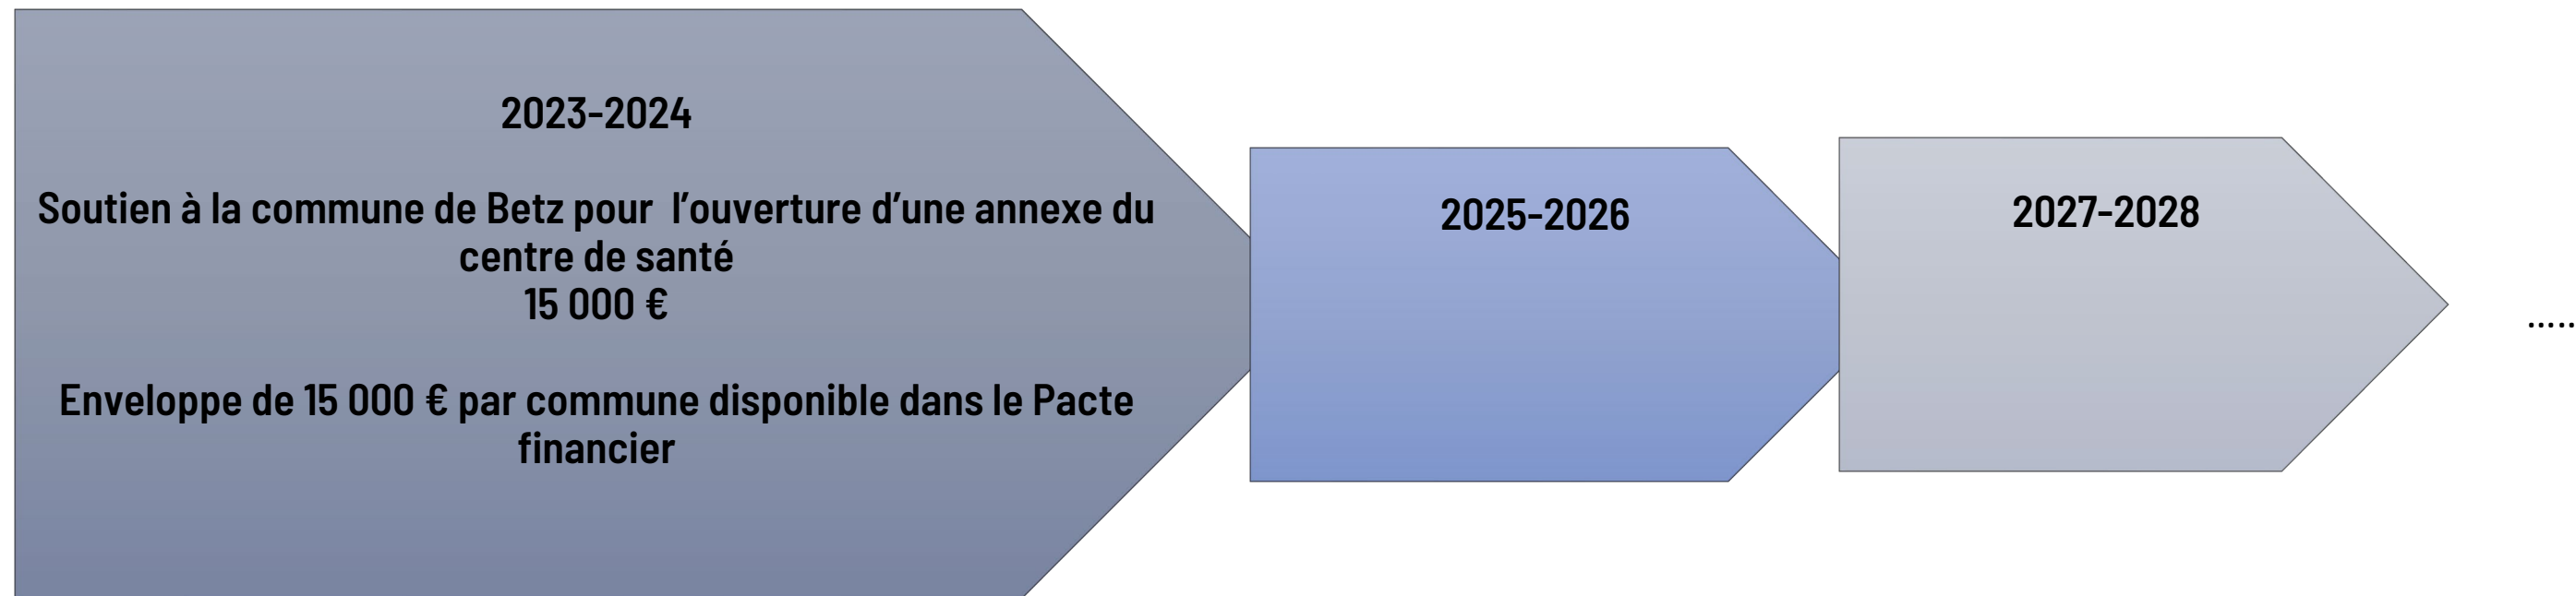 2023-2024
Soutien à la commune de Betz pour l’ouverture d’une annexe du
centre de santé
15 000 €
Enveloppe de 15 000 € par commune disponible dans le Pacte
financier
2025-2026
2027-2028
.....